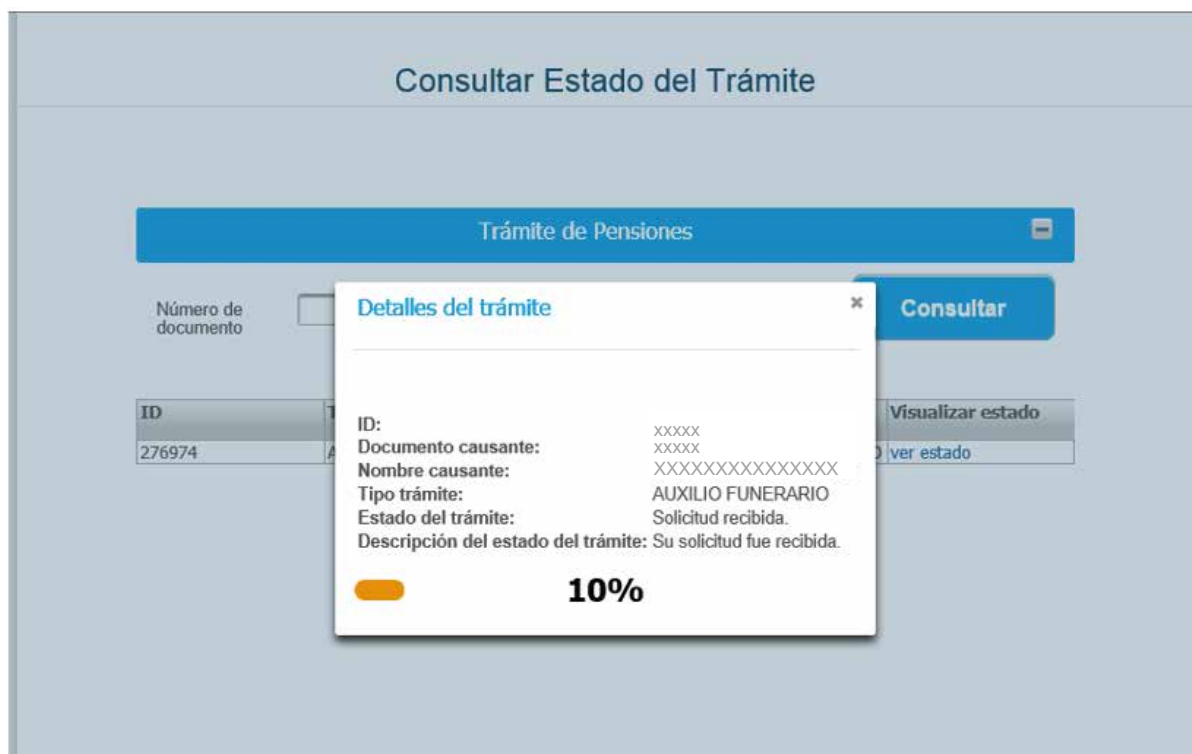 Consultar Estado del Trámite
Trámite de Pensiones
Número de
documento
Consultar
ID
Visualizar estado
276974
ver estado
Detalles del trámite
ID: xxxxx
Documento causante: xxxxx
Nombre causante: XXXXXXXXXXXXXXX
Tipo trámite: AUXILIO FUNERARIO
Estado del trámite: Solicitud recibida.
Descripción del estado del trámite: Su solicitud fue recibida.
10%